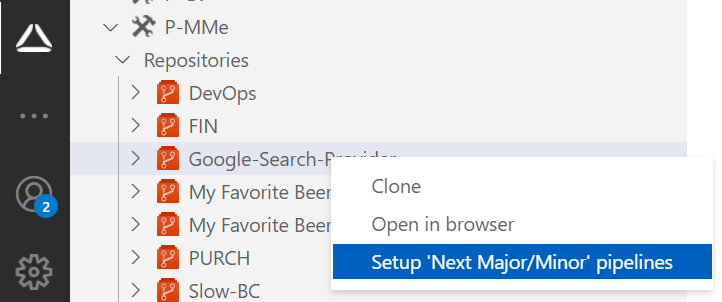 P-MMe
Repositories
DevOps
FIN
Google-Search-Provider
My Favorite Beer
My Favorite Beer
PURCH
Slow-BC
Clone
Open in browser
Setup 'Next Major/Minor' pipelines
2